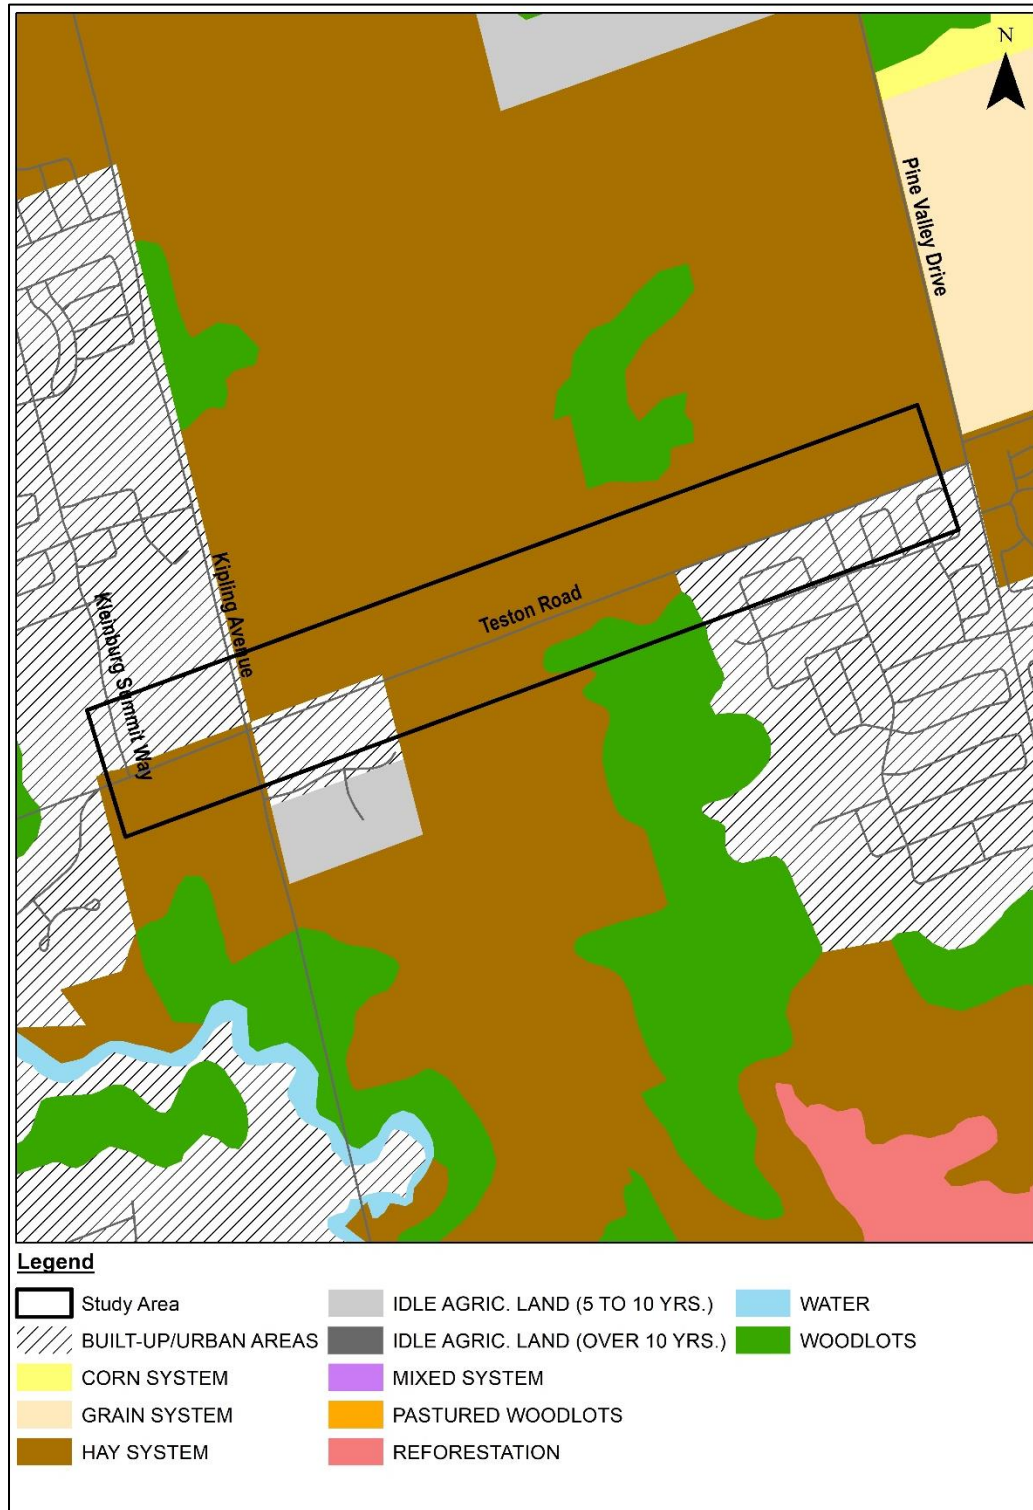 N
Pine Valley Drive
Kipling Avenue
Teston Road
Kleinburg Summit Way
Legend
Study Area
BUILT-UP/URBAN AREAS
CORN SYSTEM
GRAIN SYSTEM
HAY SYSTEM
IDLE AGRIC. LAND (5 TO 10 YRS.)
IDLE AGRIC. LAND (OVER 10 YRS.)
MIXED SYSTEM
PASTURED WOODLOTS
REFORESTATION
WATER
WOODLOTS